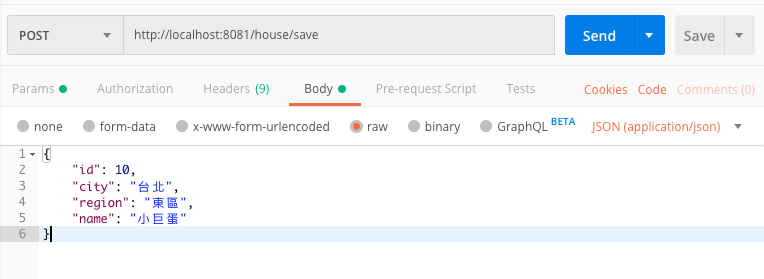 POST http://localhost:8081/house/save Send Save
Params Authorization Headers (9) Body Pre-request Script Tests Cookies Code Comments (0)
none form-data x-www-form-urlencoded raw binary GraphQL BETA JSON (application/json)
1 {
2 "id": 10,
3 "city": "台北",
4 "region": "東區",
5 "name": "小巨蛋"
6 }